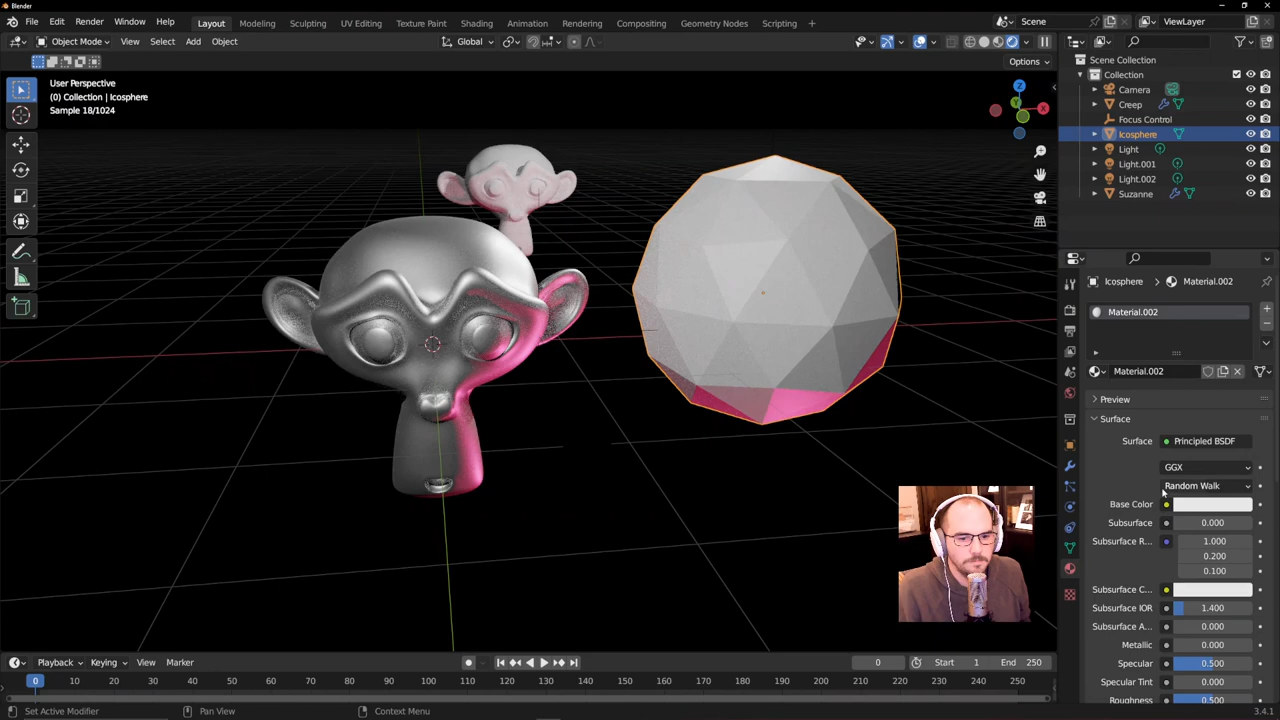 Blender
File Edit Render Window Help
Layout Modeling Sculpting UV Editing Texture Paint Shading Animation Rendering Compositing Geometry Nodes Scripting +
Scene
ViewLayer
Object Mode View Select Add Object
Global
Options
User Perspective
(0) Collection | Icosphere
Sample 18/1024
Z
Y
X
Scene Collection
Collection
Camera
Creep
Focus Control
Icosphere
Light
Light.001
Light.002
Suzanne
Icosphere > Material.002
Material.002
Material.002
Preview
Surface
Surface Principled BSDF
GGX
Random Walk
Base Color
Subsurface 0.000
Subsurface R... 1.000
0.200
0.100
Subsurface C...
Subsurface IOR 1.400
Subsurface A... 0.000
Metallic 0.000
Specular 0.500
Specular Tint 0.000
Roughness 0.500
Playback Keying View Marker
0 Start 1 End 250
0 10 20 30 40 50 60 70 80 90 100 110 120 130 140 150 160 170 180 190 200 210 220 230 240 250
Set Active Modifier Pan View Context Menu
3.4.1